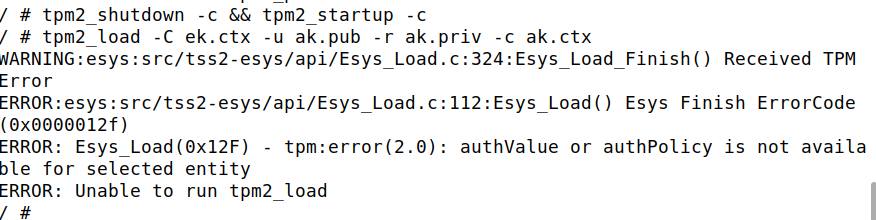 / # tpm2_shutdown -c && tpm2_startup -c
/ # tpm2_load -C ek.ctx -u ak.pub -r ak.priv -c ak.ctx
WARNING:esys:src/tss2-esys/api/Esys_Load.c:324:Esys_Load_Finish() Received TPM
Error
ERROR:esys:src/tss2-esys/api/Esys_Load.c:112:Esys_Load() Esys Finish ErrorCode
(0x0000012f)
ERROR: Esys_Load(0x12F) - tpm:error(2.0): authValue or authPolicy is not availa
ble for selected entity
ERROR: Unable to run tpm2_load
/ #